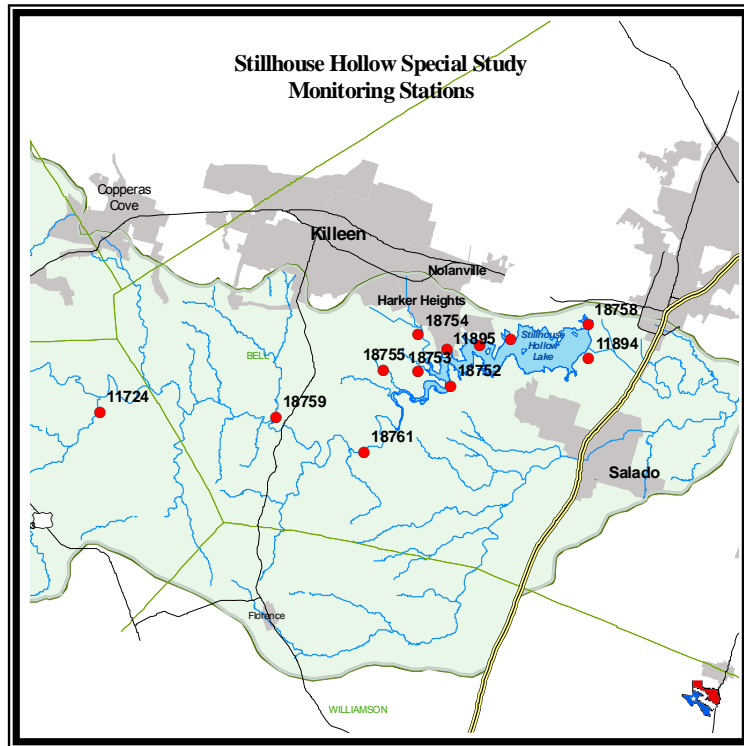 Stillhouse Hollow Special Study
Monitoring Stations
Copperas
Cove
Killeen
Nolanville
Harker Heights
18758
18754
11895
Stillhouse
Hollow
Lake
11894
BELL
18755
18753
18752
11724
18759
18761
Salado
Florence
WILLIAMSON